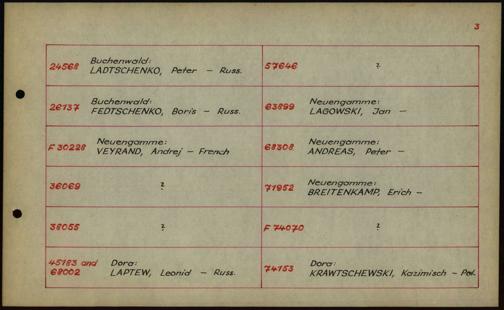 3
24568 Buchenwald:
LADTSCHENKO, Peter - Russ.
57646 ?
26137 Buchenwald:
FEDTSCHENKO, Boris - Russ.
63899 Neuengamme:
LAGOWSKI, Jan -
F 30228 Neuengamme:
VEYRAND, Andrej - French
68308 Neuengamme:
ANDREAS, Peter -
36069 ?
71952 Neuengamme:
BREITENKAMP, Erich -
38055 ?
F 74070 ?
45183 and Dora:
68002 LAPTEW, Leonid - Russ.
74153 Dora:
KRAWTSCHEWSKI, Kazimisch - Pol.